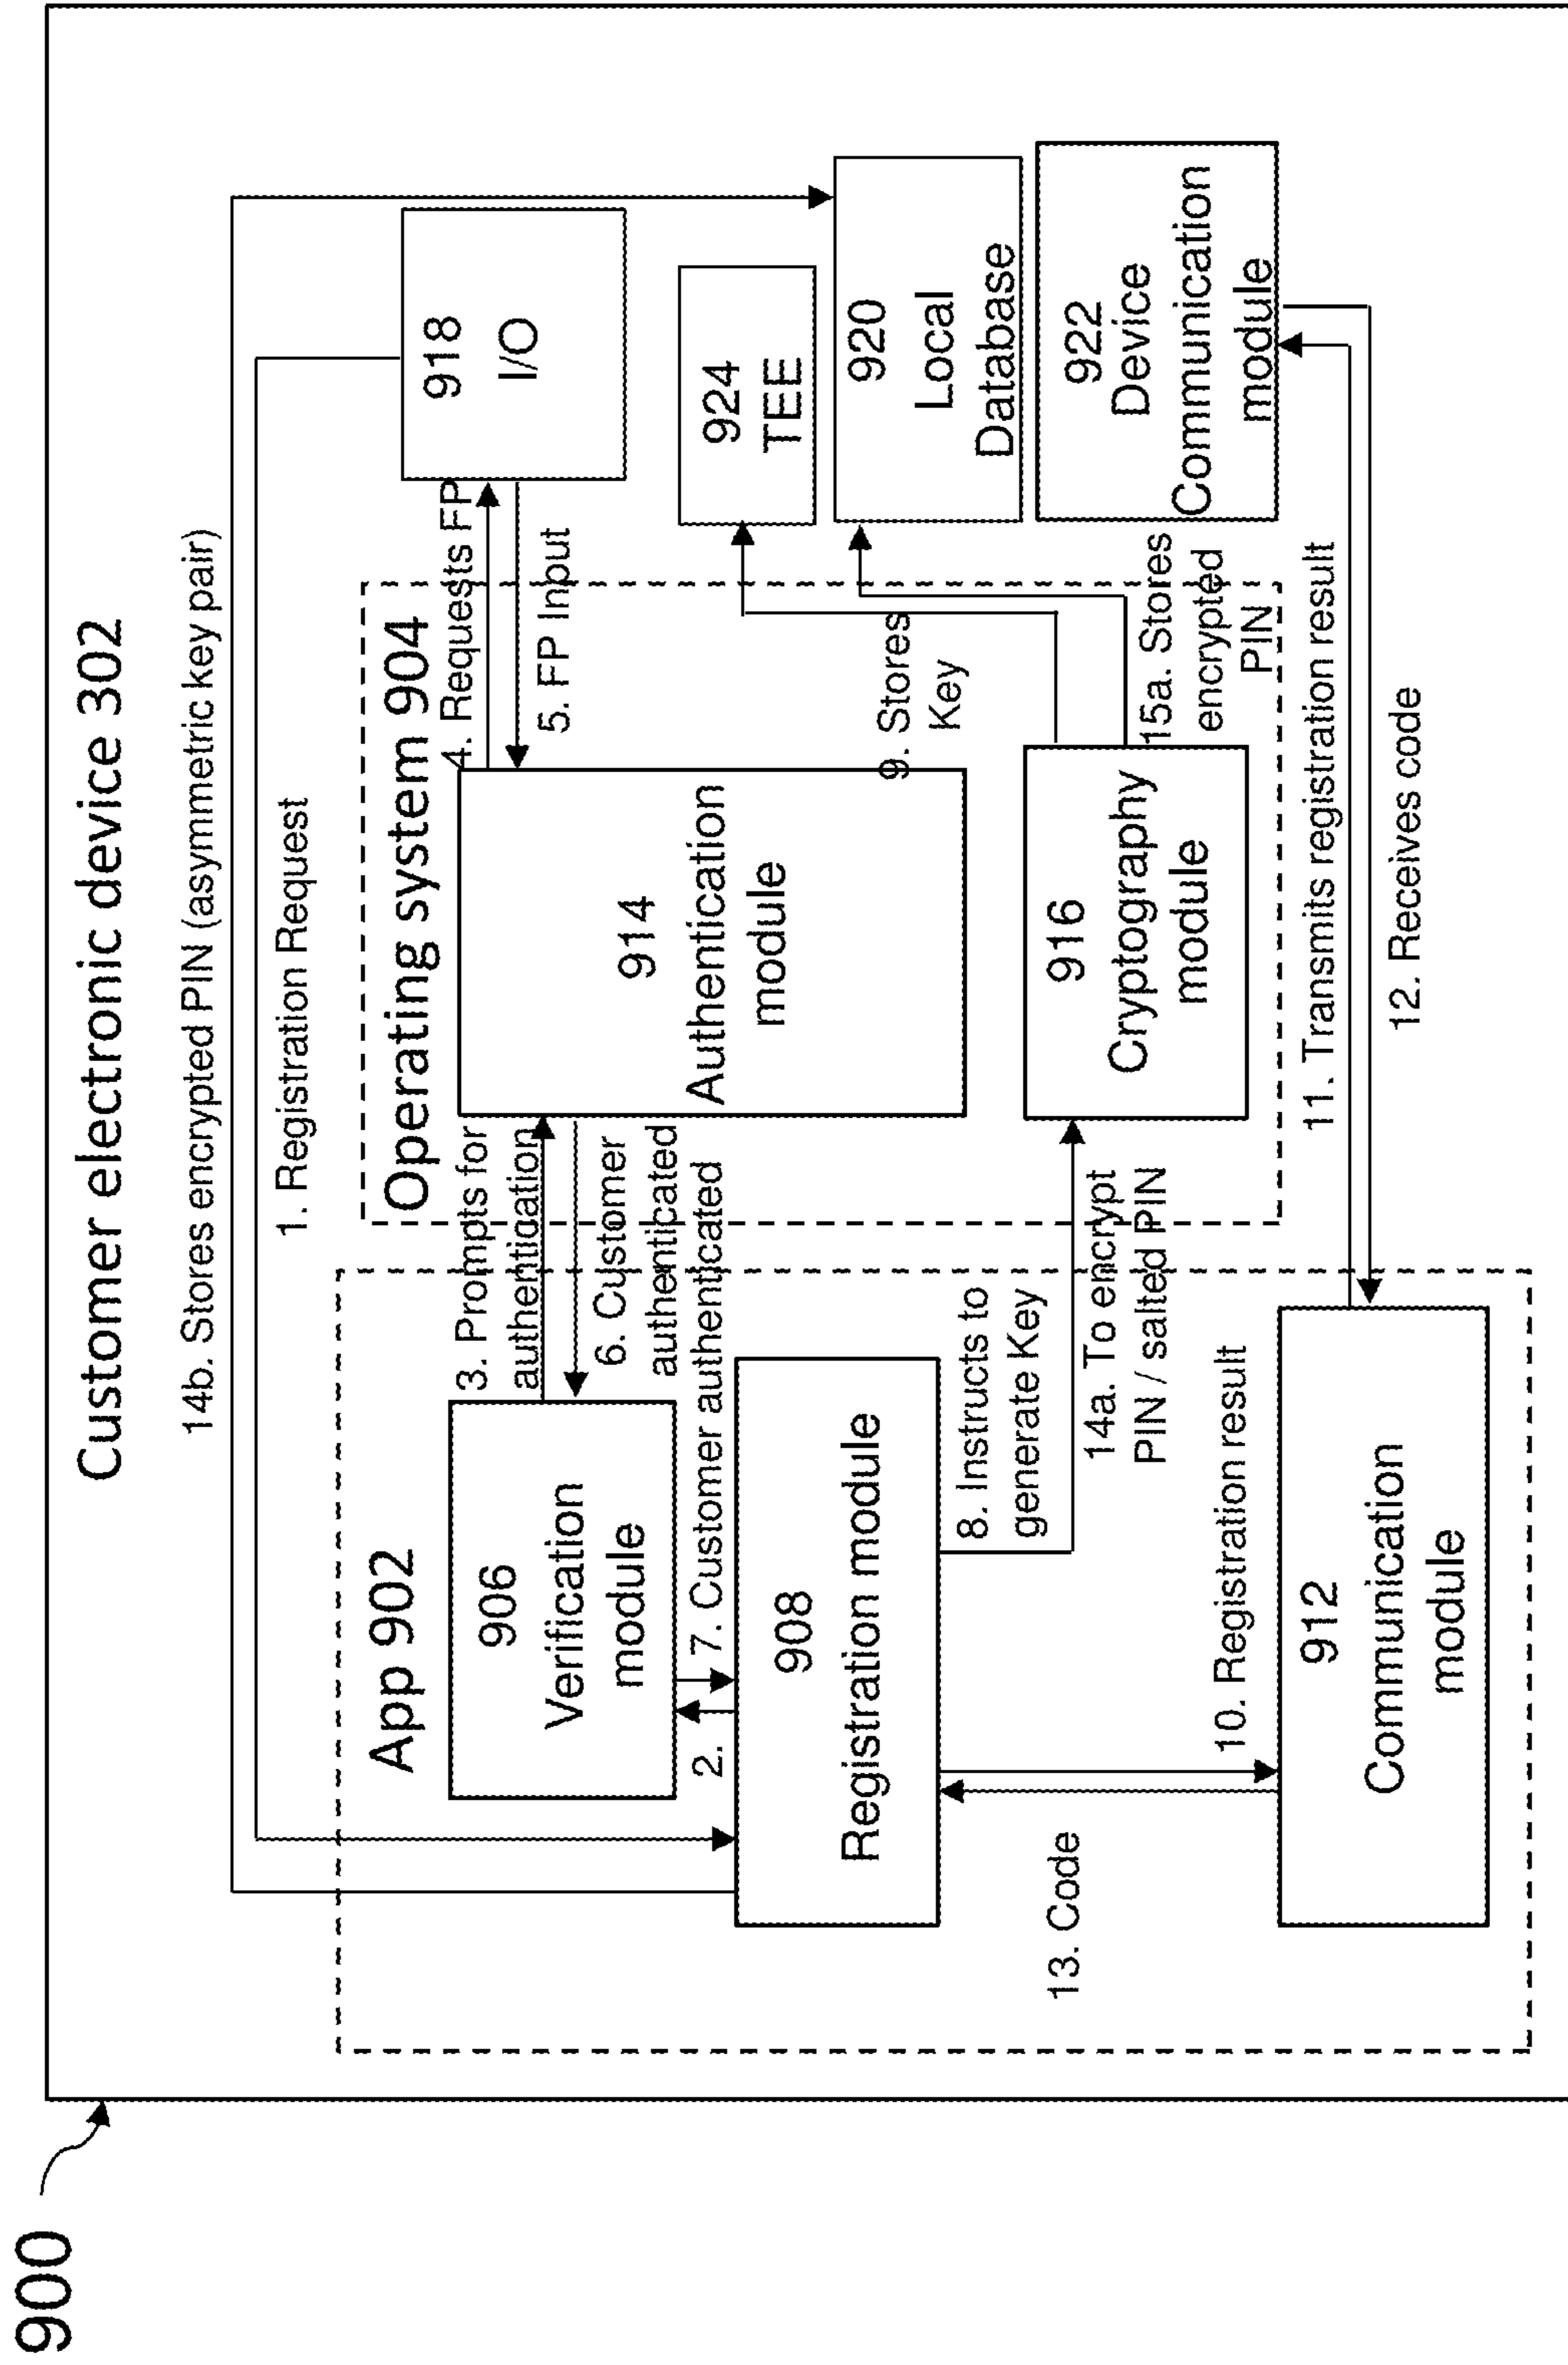 900
Customer electronic device 302
14b. Stores encrypted PIN (asymmetric key pair)
1. Registration Request
App 902
906
Verification
module
3. Prompts for
authentication
6. Customer
authenticated
2.
7. Customer authenticated
908
Registration module
8. Instructs to
generate Key
14a. To encrypt
PIN / salted PIN
13. Code
10. Registration result
912
Communication
module
Operating system 904
914
Authentication
module
4. Requests FP
5. FP Input
9. Stores
Key
916
Cryptography
module
15a. Stores
encrypted
PIN
11. Transmits registration result
12. Receives code
918
I/O
924
TEE
920
Local
Database
922
Device
Communication
module